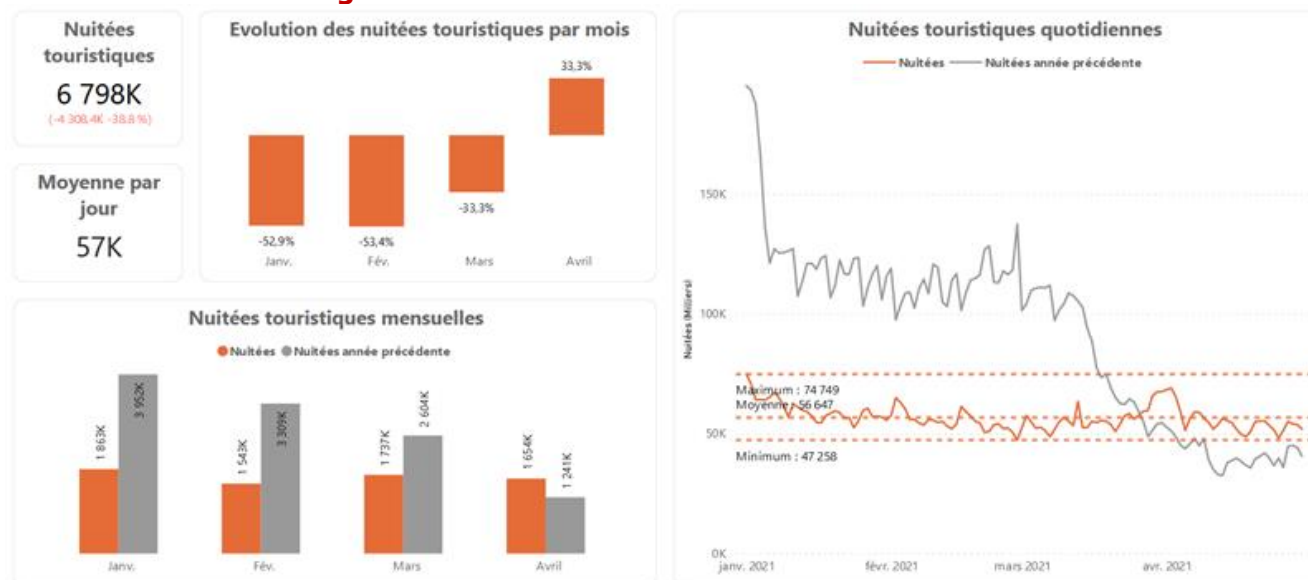 Nuitées
touristiques
6 798K
(-4 308,4K -38,8 %)
Moyenne par
jour
57K
Evolution des nuitées touristiques par mois
33,3%
-33,3%
-52,9%
-53,4%
Janv.
Fév.
Mars
Avril
Nuitées touristiques mensuelles
Nuitées
Nuitées année précédente
1 863K
3 952K
1 543K
3 309K
1 737K
2 604K
1 654K
1 241K
Janv.
Fév.
Mars
Avril
Nuitées touristiques quotidiennes
Nuitées
Nuitées année précédente
Nuitées (Milliers)
150K
100K
50K
0K
Maximum : 74 749
Moyenne : 56 647
Minimum : 47 258
janv. 2021
févr. 2021
mars 2021
avr. 2021